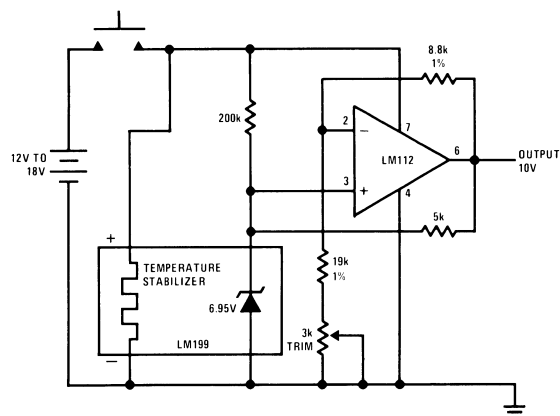 8.8k
1%
200k
2
7
LM112
6
OUTPUT
10V
12V TO
18V
3
4
5k
+
TEMPERATURE
STABILIZER
19k
1%
6.95V
3k
TRIM
LM199